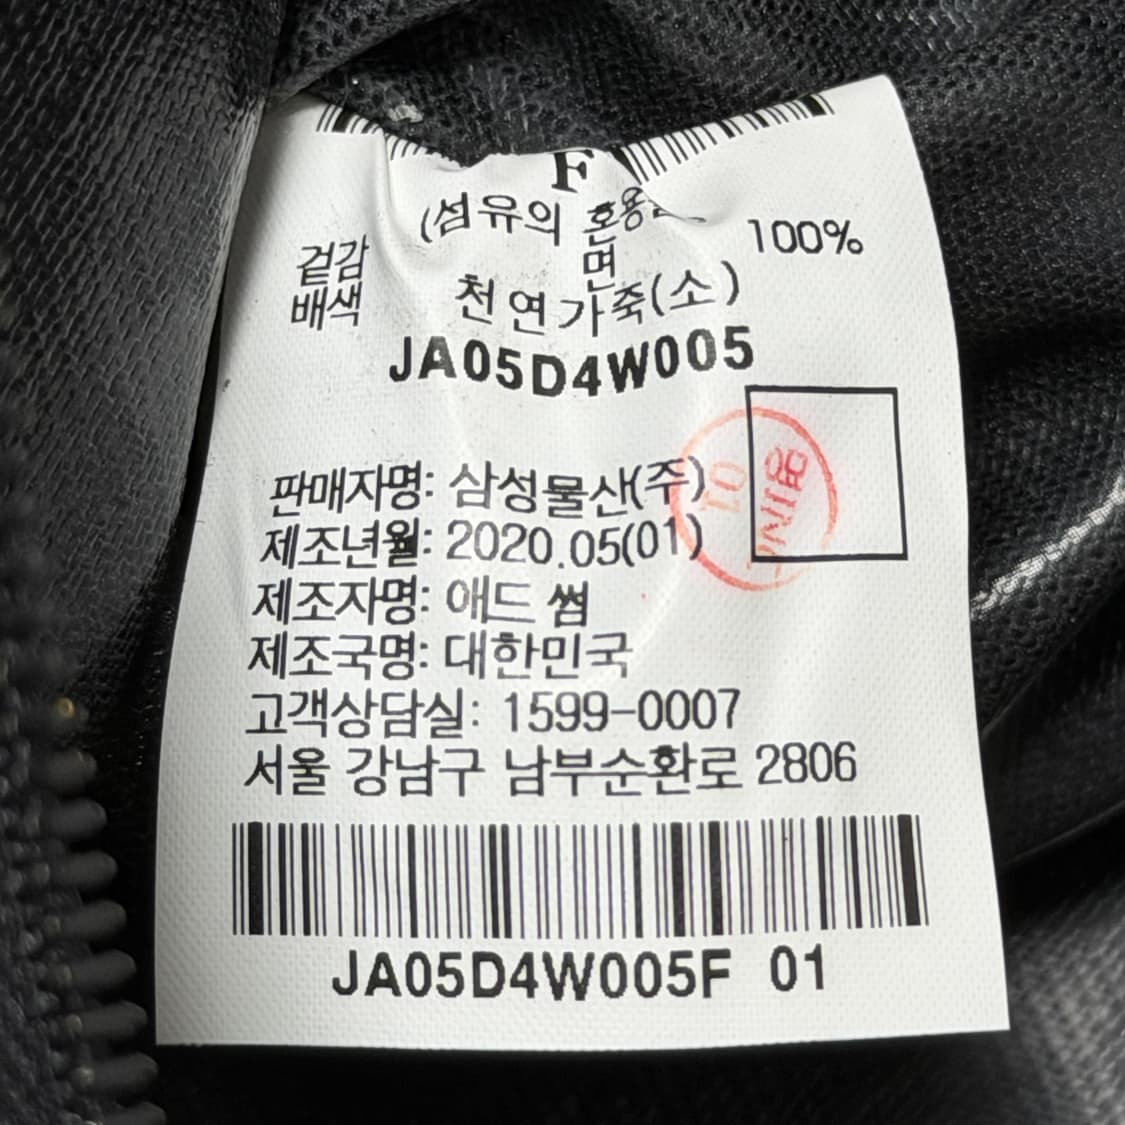 F
(섬유의 혼용
겉감 면 100%
배색 천연가죽(소)
JA05D4W005
판매자명: 삼성물산(주)
제조년월: 2020.05(01)
제조자명: 애드 썸
제조국명: 대한민국
고객상담실: 1599-0007
서울 강남구 남부순환로 2806
JA05D4W005F 01
01